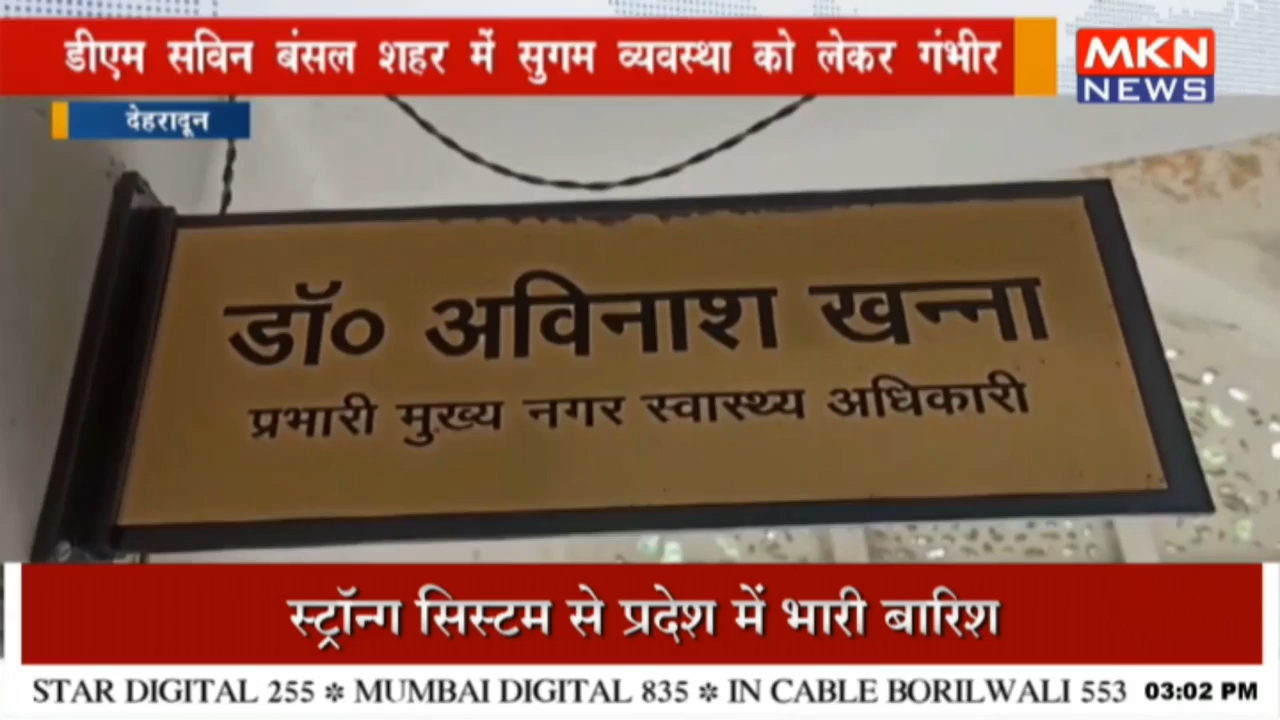 डीएम सविन बंसल शहर में सुगम व्यवस्था को लेकर गंभीर
MKN
NEWS
देहरादून
डॉ० अविनाश खन्ना
प्रभारी मुख्य नगर स्वास्थ्य अधिकारी
स्ट्रॉन्ग सिस्टम से प्रदेश में भारी बारिश
STAR DIGITAL 255 ✲ MUMBAI DIGITAL 835 ✲ IN CABLE BORILWALI 553 03:02 PM